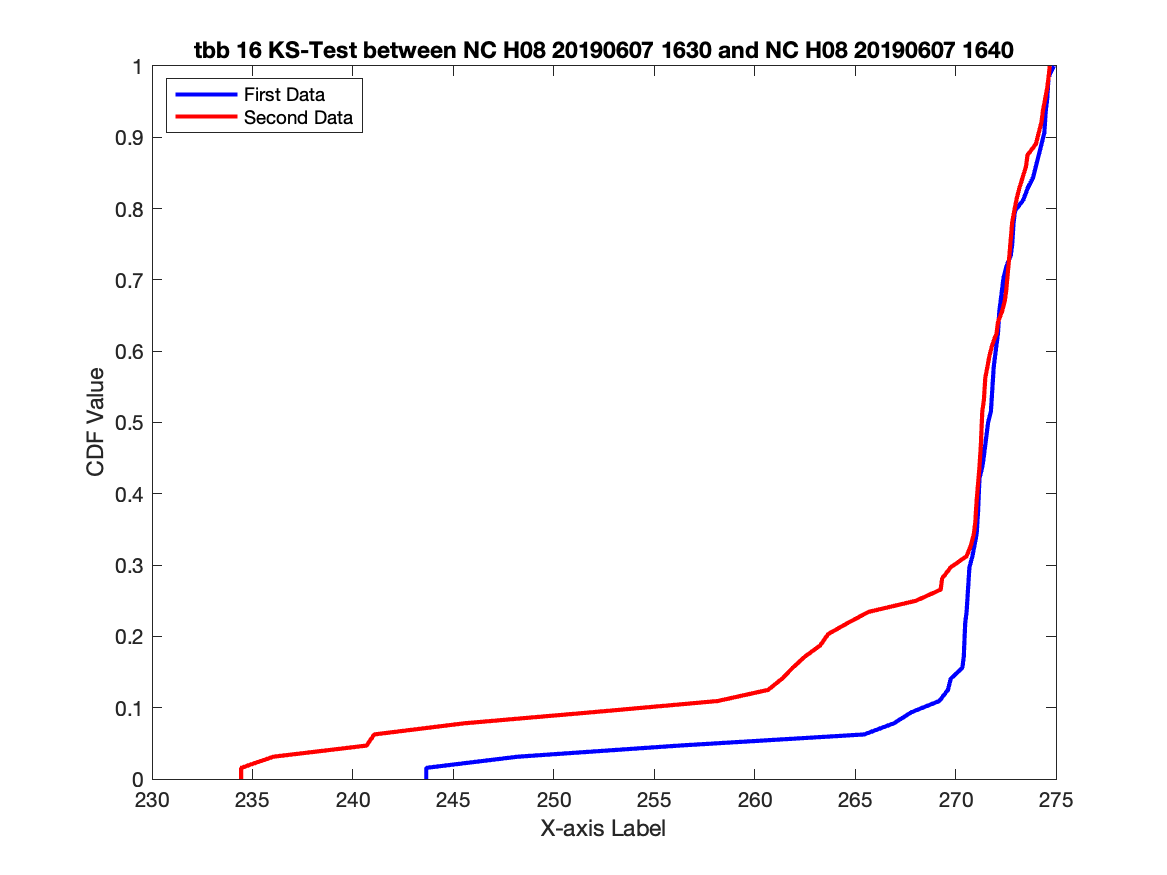 tbb 16 KS-Test between NC H08 20190607 1630 and NC H08 20190607 1640
First Data
Second Data
1
0.9
0.8
0.7
0.6
0.5
0.4
0.3
0.2
0.1
0
CDF Value
230 235 240 245 250 255 260 265 270 275
X-axis Label